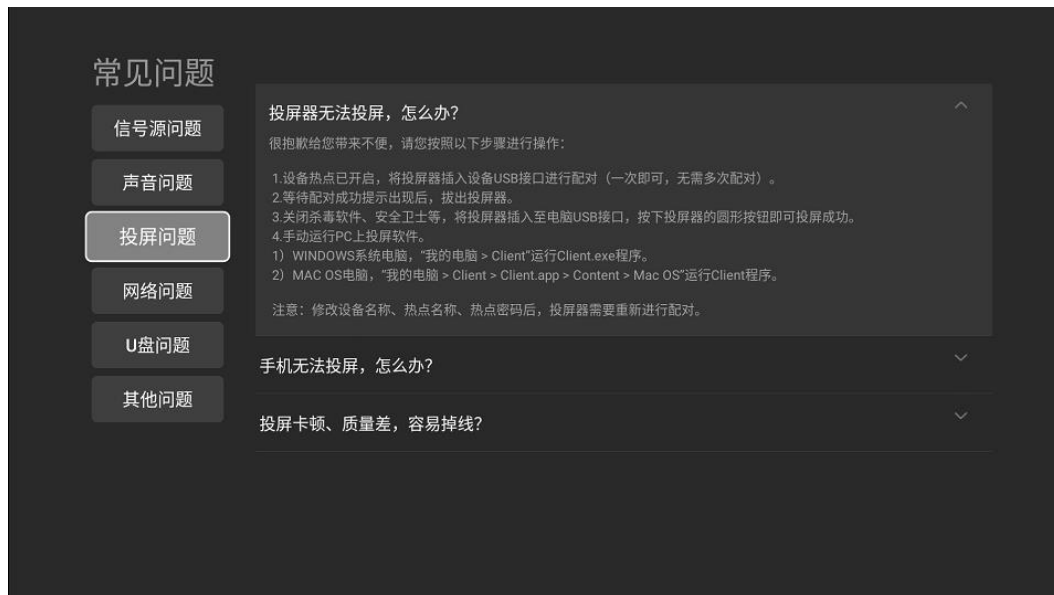 常见问题
信号源问题
声音问题
投屏问题
网络问题
U盘问题
其他问题
投屏器无法投屏，怎么办？
很抱歉给您带来不便，请您按照以下步骤进行操作：
1.设备热点已开启，将投屏器插入设备USB接口进行配对（一次即可，无需多次配对）。
2.等待配对成功提示出现后，拔出投屏器。
3.关闭杀毒软件、安全卫士等，将投屏器插入至电脑USB接口，按下投屏器的圆形按钮即可投屏成功。
4.手动运行PC上投屏软件。
1）WINDOWS系统电脑，“我的电脑 > Client”运行Client.exe程序。
2）MAC OS电脑，“我的电脑 > Client > Client.app > Content > Mac OS”运行Client程序。
注意：修改设备名称、热点名称、热点密码后，投屏器需要重新进行配对。
手机无法投屏，怎么办？
投屏卡顿、质量差，容易掉线？